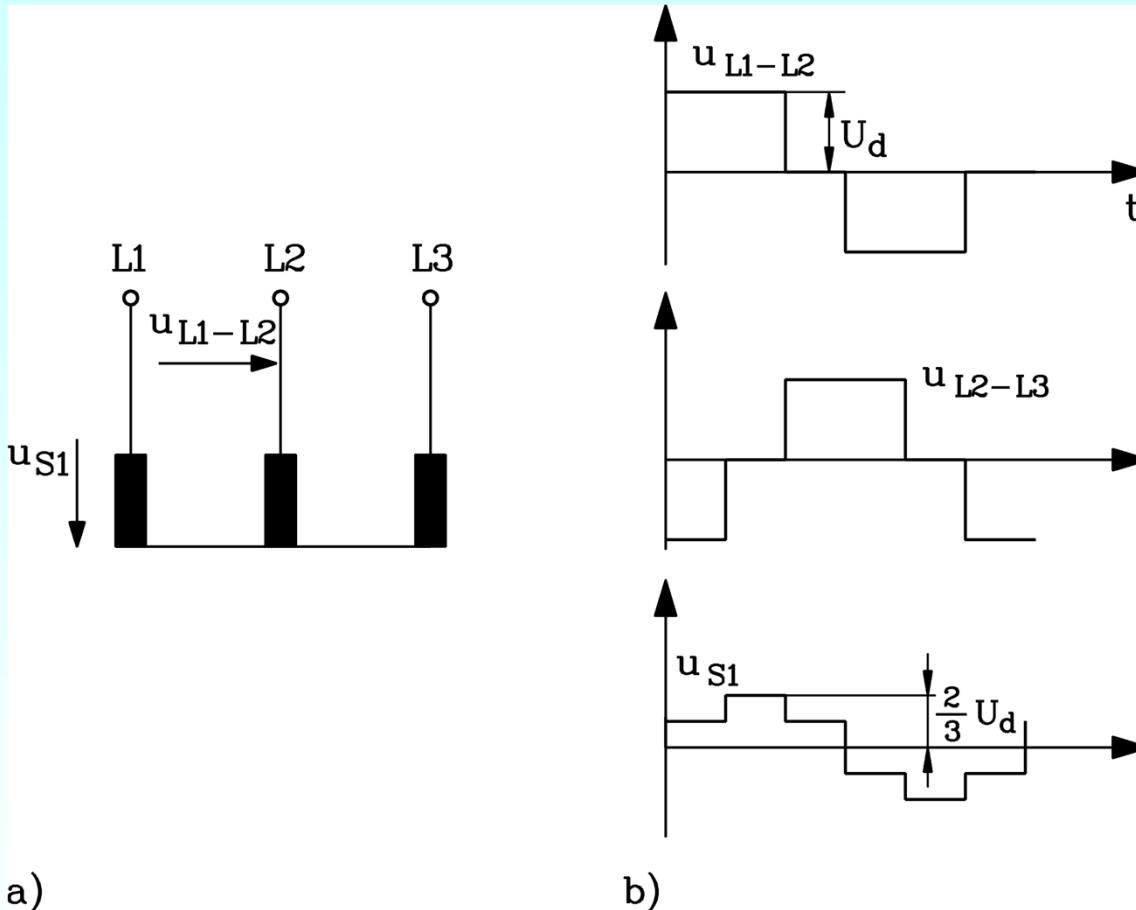 L1 L2 L3
u L1−L2
u S1
a)
u L1−L2
U d
t
u L2−L3
u S1
2/3 U d
b)